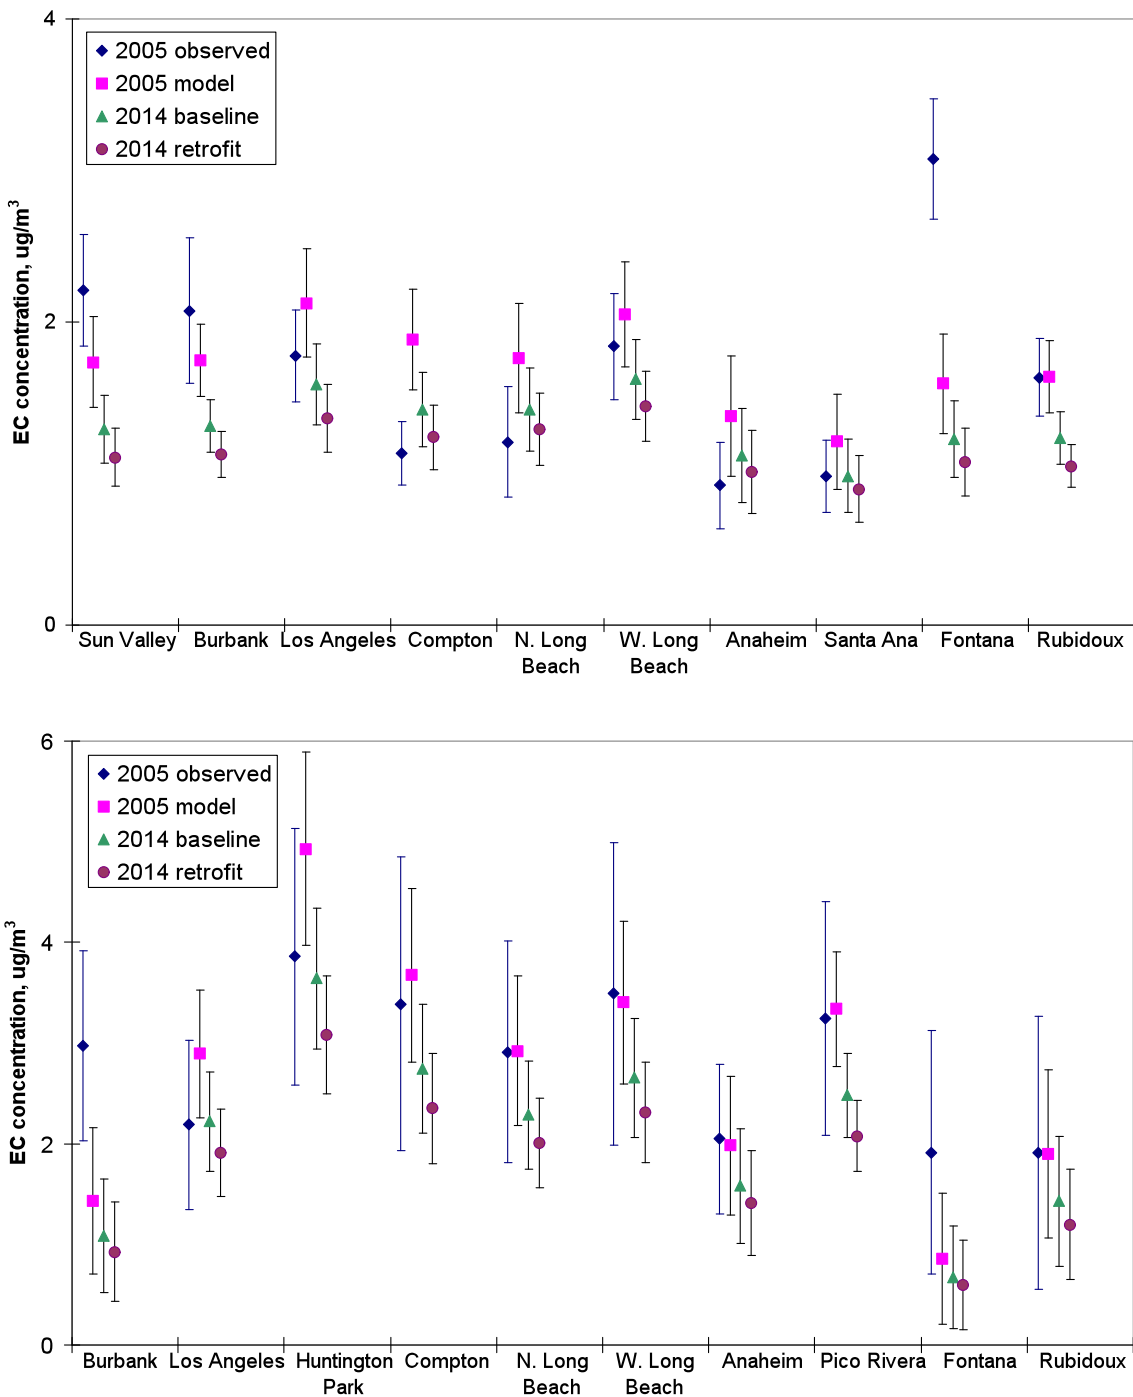 4
2005 observed
2005 model
2014 baseline
2014 retrofit
EC concentration, ug/m³
2
0
Sun Valley Burbank Los Angeles Compton N. Long W. Long Anaheim Santa Ana Fontana Rubidoux
Beach Beach
6
2005 observed
2005 model
2014 baseline
2014 retrofit
4
EC concentration, ug/m³
2
0
Burbank Los Angeles Huntington Compton N. Long W. Long Anaheim Pico Rivera Fontana Rubidoux
Park Beach Beach